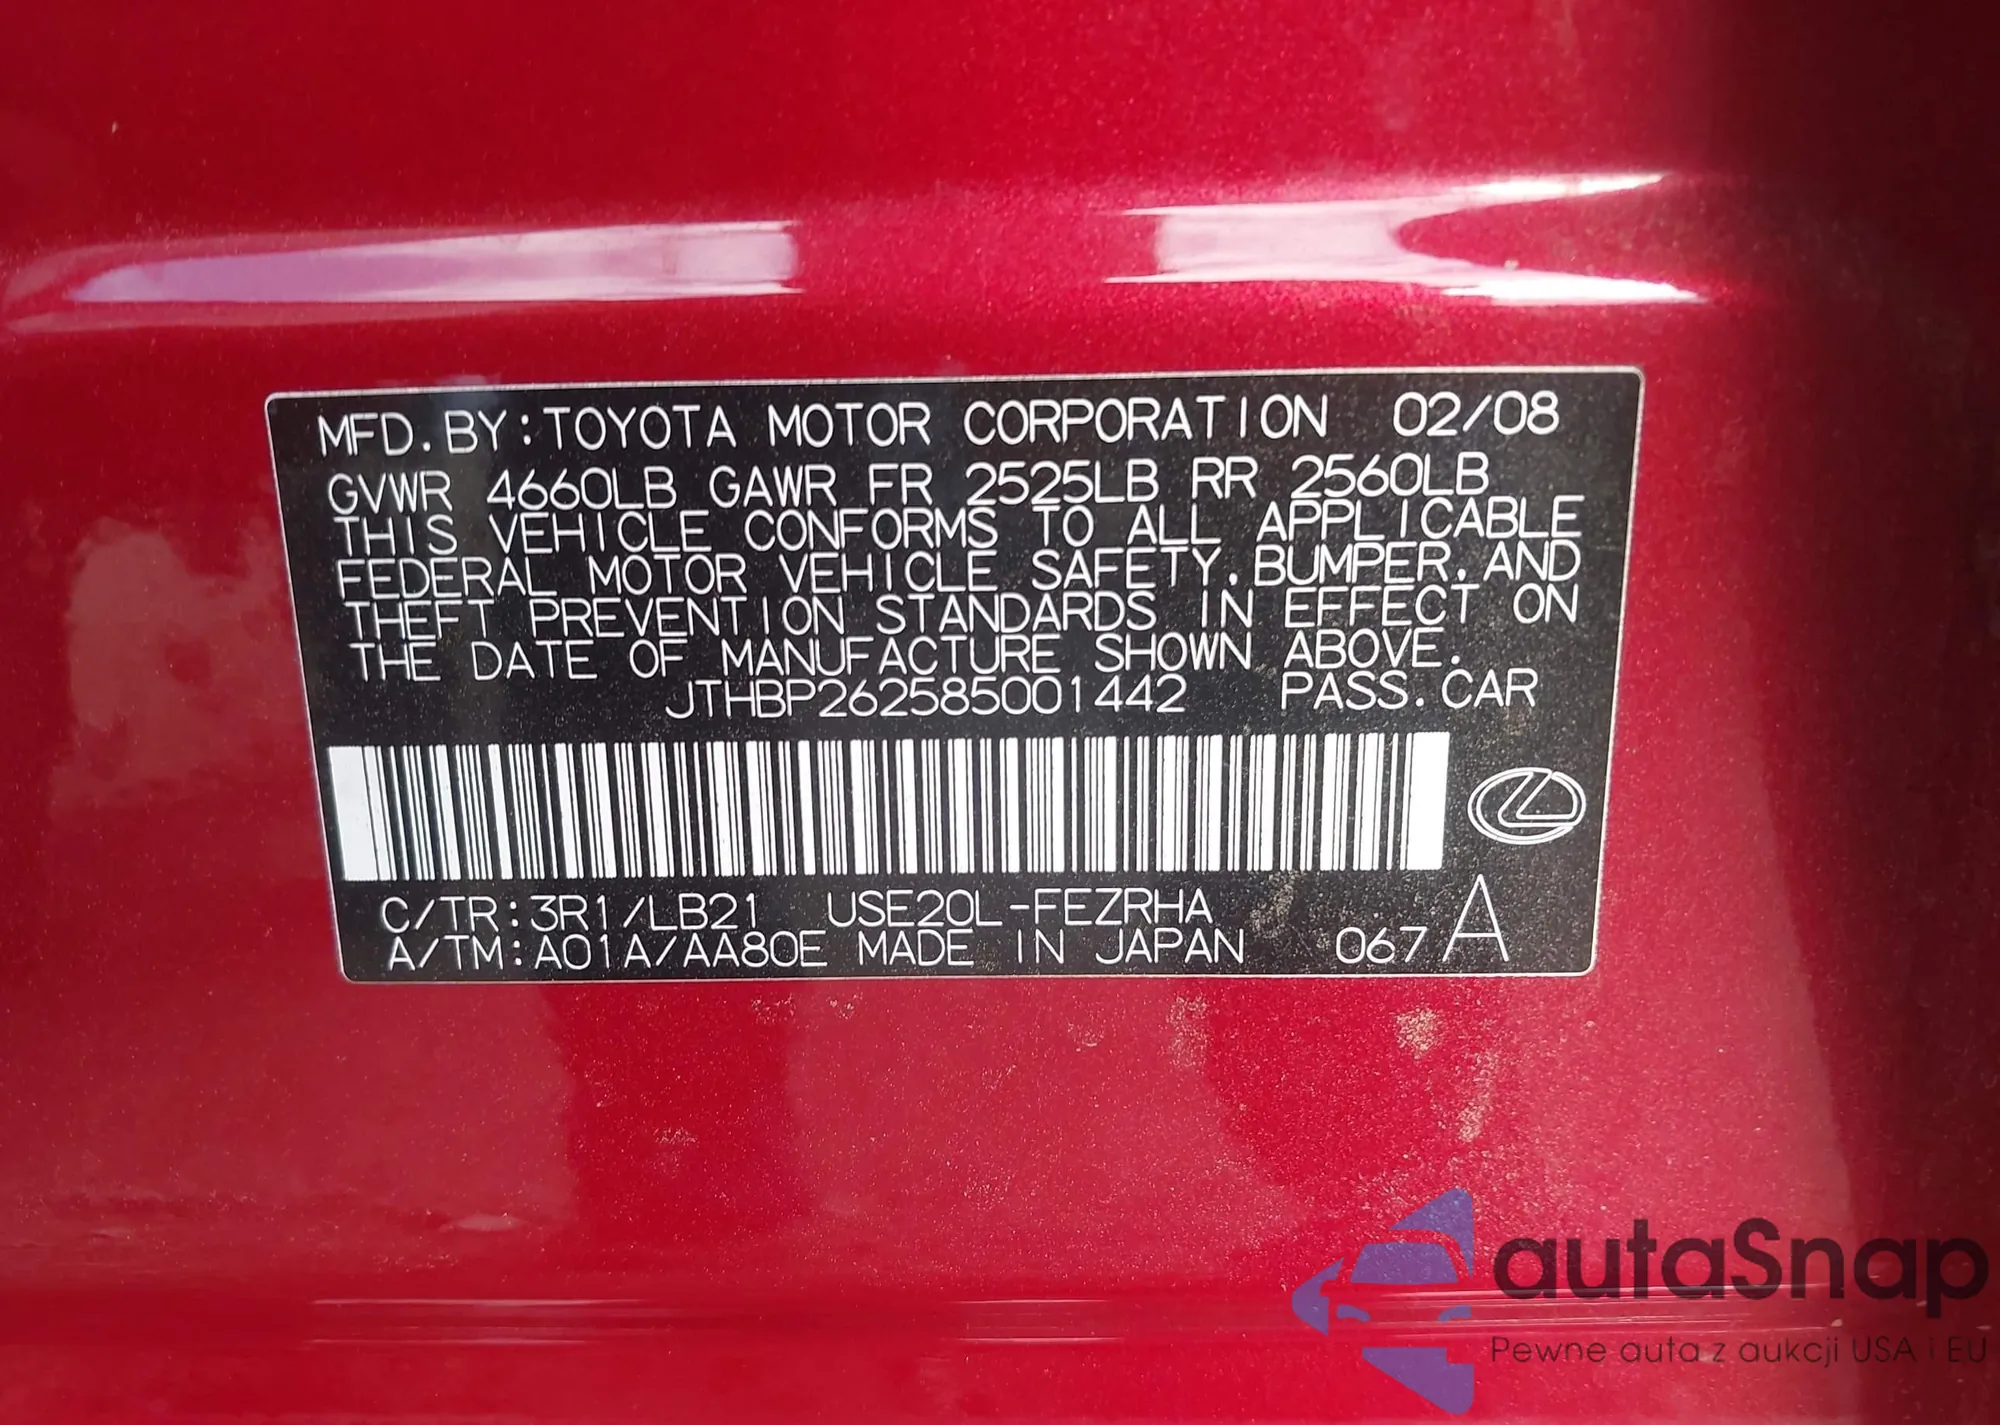 MFD. BY:TOYOTA MOTOR CORPORATION 02/08
GVWR 4660LB GAWR FR 2525LB RR 2560LB
THIS VEHICLE CONFORMS TO ALL APPLICABLE
FEDERAL MOTOR VEHICLE SAFETY, BUMPER, AND
THEFT PREVENTION STANDARDS IN EFFECT ON
THE DATE OF MANUFACTURE SHOWN ABOVE.
JTHBP262585001442 PASS. CAR
C/TR:3R1/LB21 USE20L-FEZRHA
A/TM:A01A/AA80E MADE IN JAPAN 067 A
autaSnap
Pewne auta z aukcji USA i EU